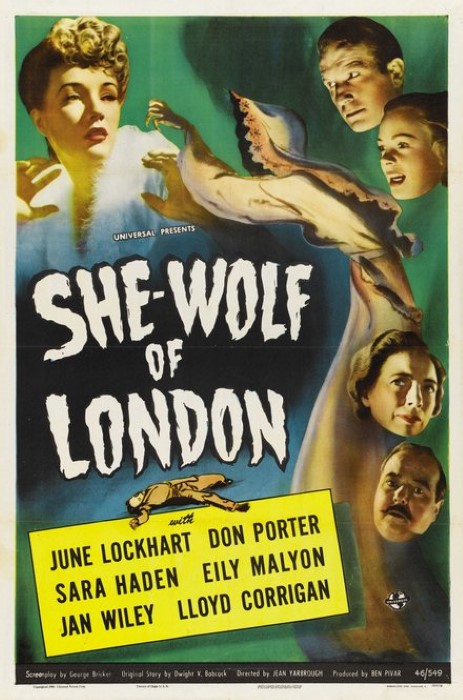 UNIVERSAL PRESENTS
SHE-WOLF
OF
LONDON
with
JUNE LOCKHART DON PORTER
SARA HADEN EILY MALYON
JAN WILEY LLOYD CORRIGAN
UNIVERSAL
Screenplay by George Bricker Original Story by Dwight V. Babcock Directed by JEAN YARBROUGH Produced by BEN PIVAR 46/549